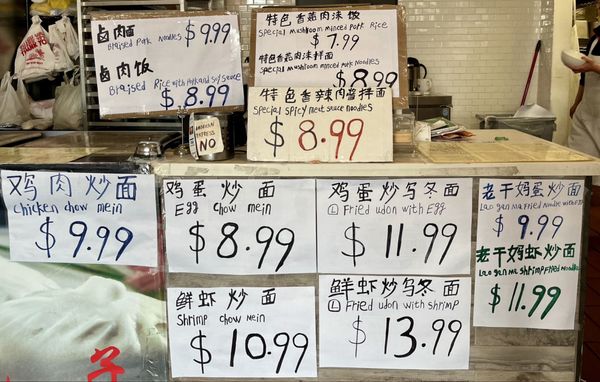 卤肉面
Braised Pork Noodles $9.99
卤肉饭
Braised Rice with Pork and soy sauce
$8.99
特色香菇肉沫饭
Special Mushroom Minced Pork Rice
$7.99
特色香菇肉沫拌面
Special Mushroom minced Pork Noodles
$8.99
特色香辣肉酱拌面
Special Spicy meat sauce noodles
$8.99
AMERICAN EXPRESS
NO
鸡肉炒面
Chicken chow mein
$9.99
鸡蛋炒面
Egg Chow mein
$8.99
鸡蛋炒乌冬面
Fried udon with Egg
$11.99
老干妈蛋炒面
$9.99
老干妈虾炒面
Lao gan ma Shrimp Fried Noodles
$11.99
鲜虾炒面
Shrimp Chow mein
$10.99
鲜虾炒乌冬面
Fried udon with shrimp
$13.99
子